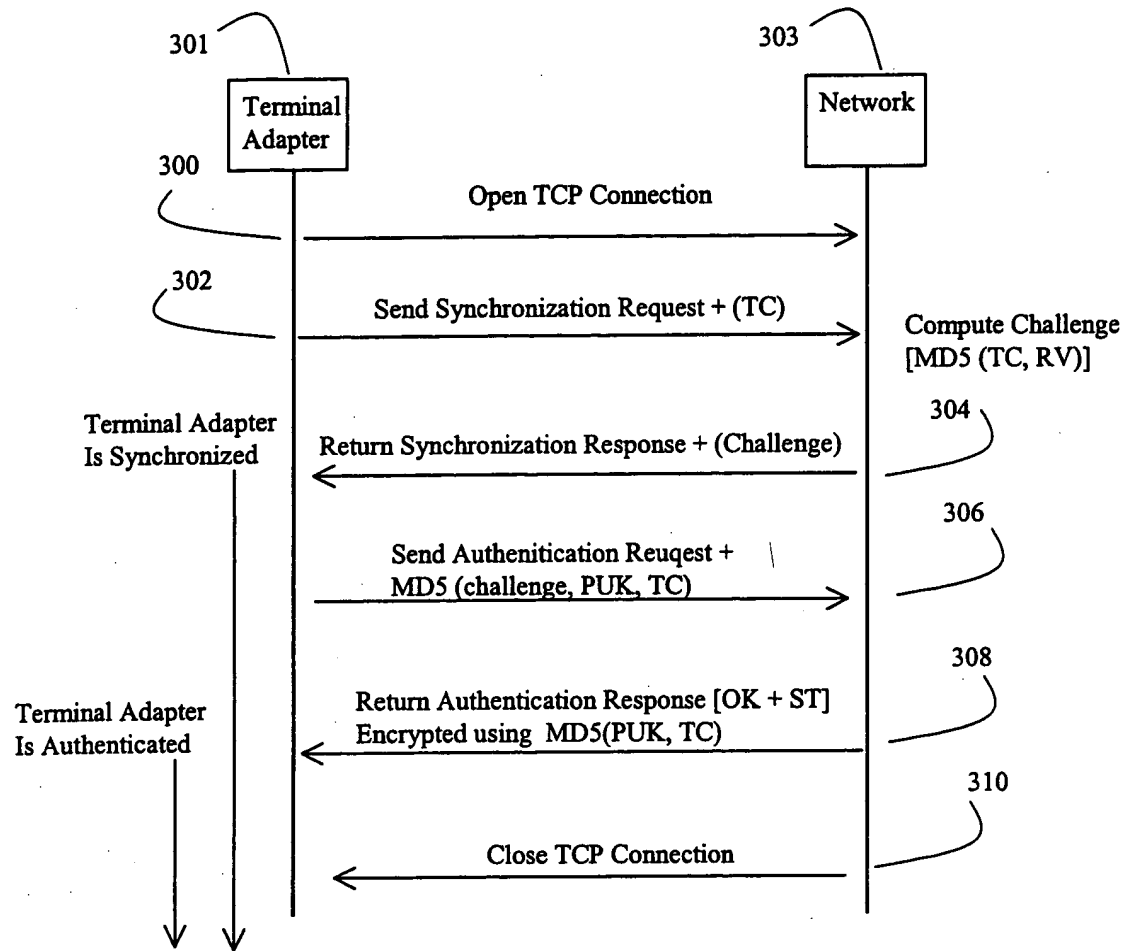 301
303
Terminal
Adapter
Network
300
Open TCP Connection
302
Send Synchronization Request + (TC)
Compute Challenge
[MD5 (TC, RV)]
304
Terminal Adapter
Is Synchronized
Return Synchronization Response + (Challenge)
306
Send Authenitication Reuqest +
MD5 (challenge, PUK, TC)
308
Return Authentication Response [OK + ST]
Encrypted using MD5(PUK, TC)
Terminal Adapter
Is Authenticated
310
Close TCP Connection